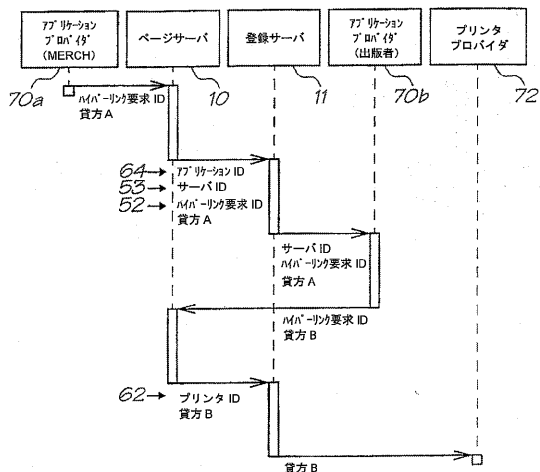 アプリケーション
プロバイダ
(MERCH)
ページサーバ
登録サーバ
アプリケーション
プロバイダ
(出版者)
プリンタ
プロバイダ
70a
10
11
70b
72
ハイパーリンク要求 ID
貸方 A
64
アプリケーション ID
53
サーバ ID
52
ハイパーリンク要求 ID
貸方 A
サーバ ID
ハイパーリンク要求 ID
貸方 A
ハイパーリンク要求 ID
貸方 B
62
プリンタ ID
貸方 B
貸方 B